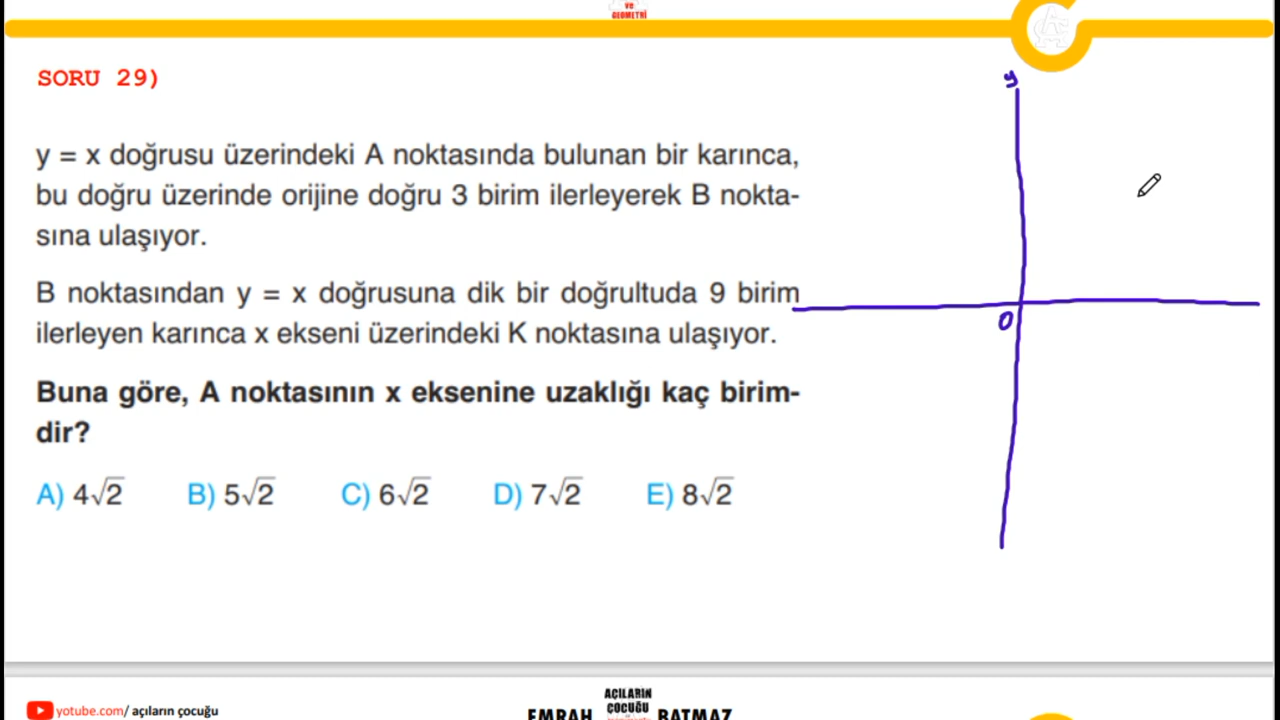 ve
GEOMETRİ
SORU 29)
y
y = x doğrusu üzerindeki A noktasında bulunan bir karınca,
bu doğru üzerinde orijine doğru 3 birim ilerleyerek B nokta-
sına ulaşıyor.
B noktasından y = x doğrusuna dik bir doğrultuda 9 birim
ilerleyen karınca x ekseni üzerindeki K noktasına ulaşıyor.
O
Buna göre, A noktasının x eksenine uzaklığı kaç birim-
dir?
A) 4√2 B) 5√2 C) 6√2 D) 7√2 E) 8√2
yotube.com/ açıların çocuğu
EMRAH
AÇILARIN
ÇOCUĞU
BATMAZ